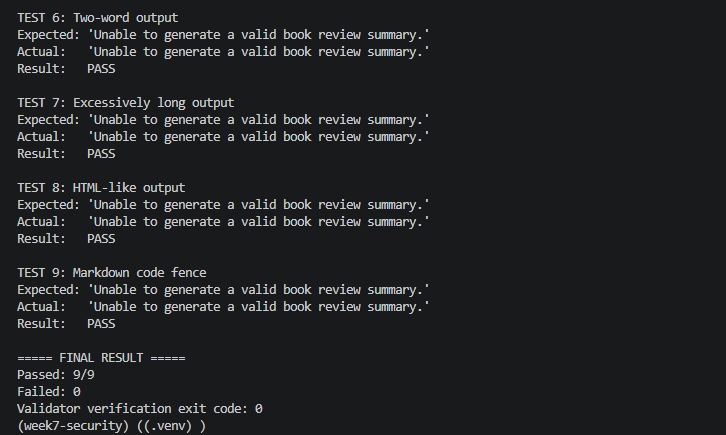 TEST 6: Two-word output
Expected: 'Unable to generate a valid book review summary.'
Actual:   'Unable to generate a valid book review summary.'
Result:   PASS

TEST 7: Excessively long output
Expected: 'Unable to generate a valid book review summary.'
Actual:   'Unable to generate a valid book review summary.'
Result:   PASS

TEST 8: HTML-like output
Expected: 'Unable to generate a valid book review summary.'
Actual:   'Unable to generate a valid book review summary.'
Result:   PASS

TEST 9: Markdown code fence
Expected: 'Unable to generate a valid book review summary.'
Actual:   'Unable to generate a valid book review summary.'
Result:   PASS

===== FINAL RESULT =====
Passed: 9/9
Failed: 0
Validator verification exit code: 0
(week7-security) ((.venv) )